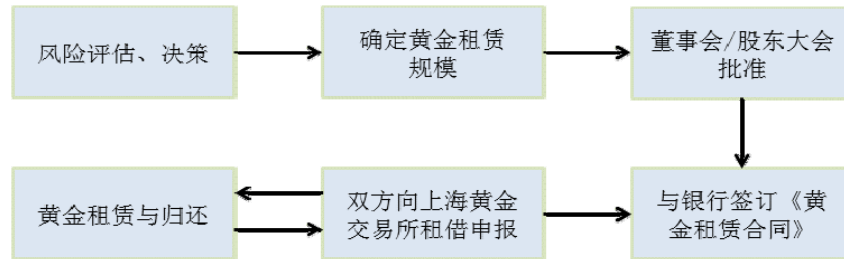 风险评估、决策
确定黄金租赁
规模
董事会/股东大会
批准
黄金租赁与归还
双方向上海黄金
交易所租借申报
与银行签订《黄
金租赁合同》